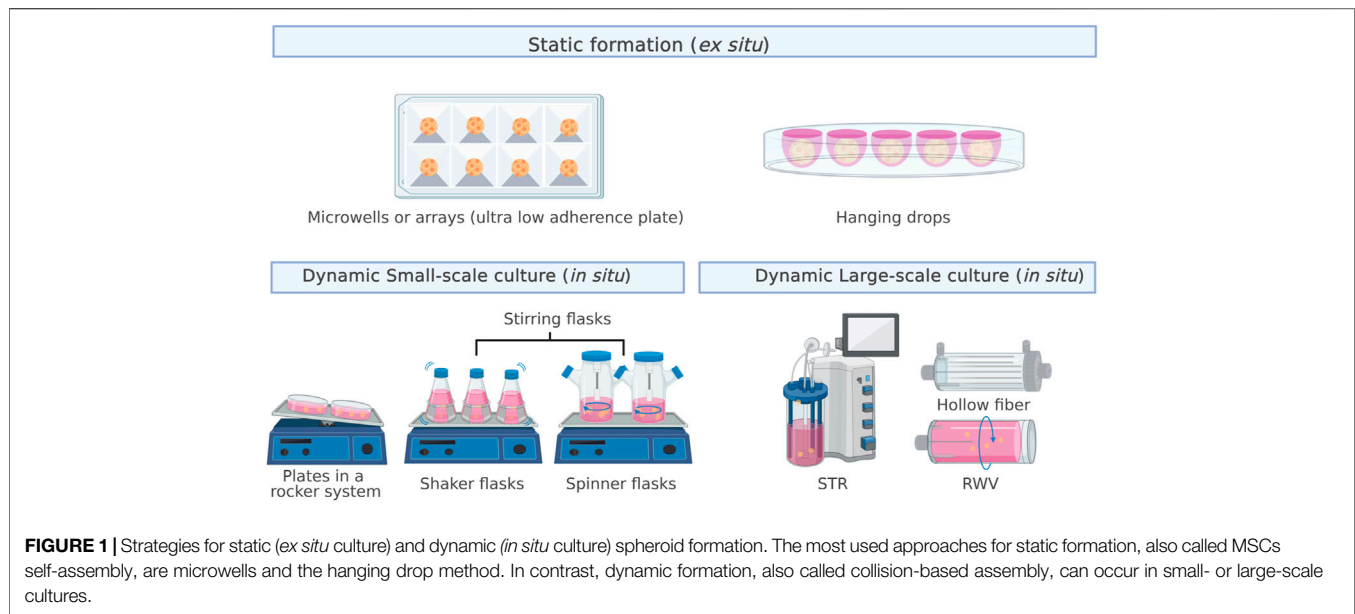 Static formation (ex situ)
Microwells or arrays (ultra low adherence plate)
Hanging drops
Dynamic Small-scale culture (in situ)
Dynamic Large-scale culture (in situ)
Stirring flasks
Hollow fiber
Plates in a
rocker system
Shaker flasks
Spinner flasks
STR
RWV
FIGURE 1 | Strategies for static (ex situ culture) and dynamic (in situ culture) spheroid formation. The most used approaches for static formation, also called MSCs
self-assembly, are microwells and the hanging drop method. In contrast, dynamic formation, also called collision-based assembly, can occur in small- or large-scale
cultures.